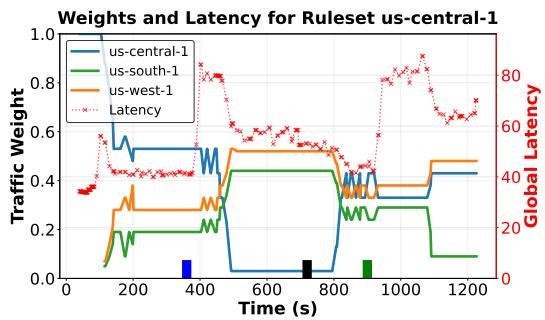 Weights and Latency for Ruleset us-central-1
Traffic Weight
1.0
0.8
0.6
0.4
0.2
0.0
us-central-1
us-south-1
us-west-1
Latency
80
60
40
20
0
Global Latency
0
200
400
600
800
1000
1200
Time (s)